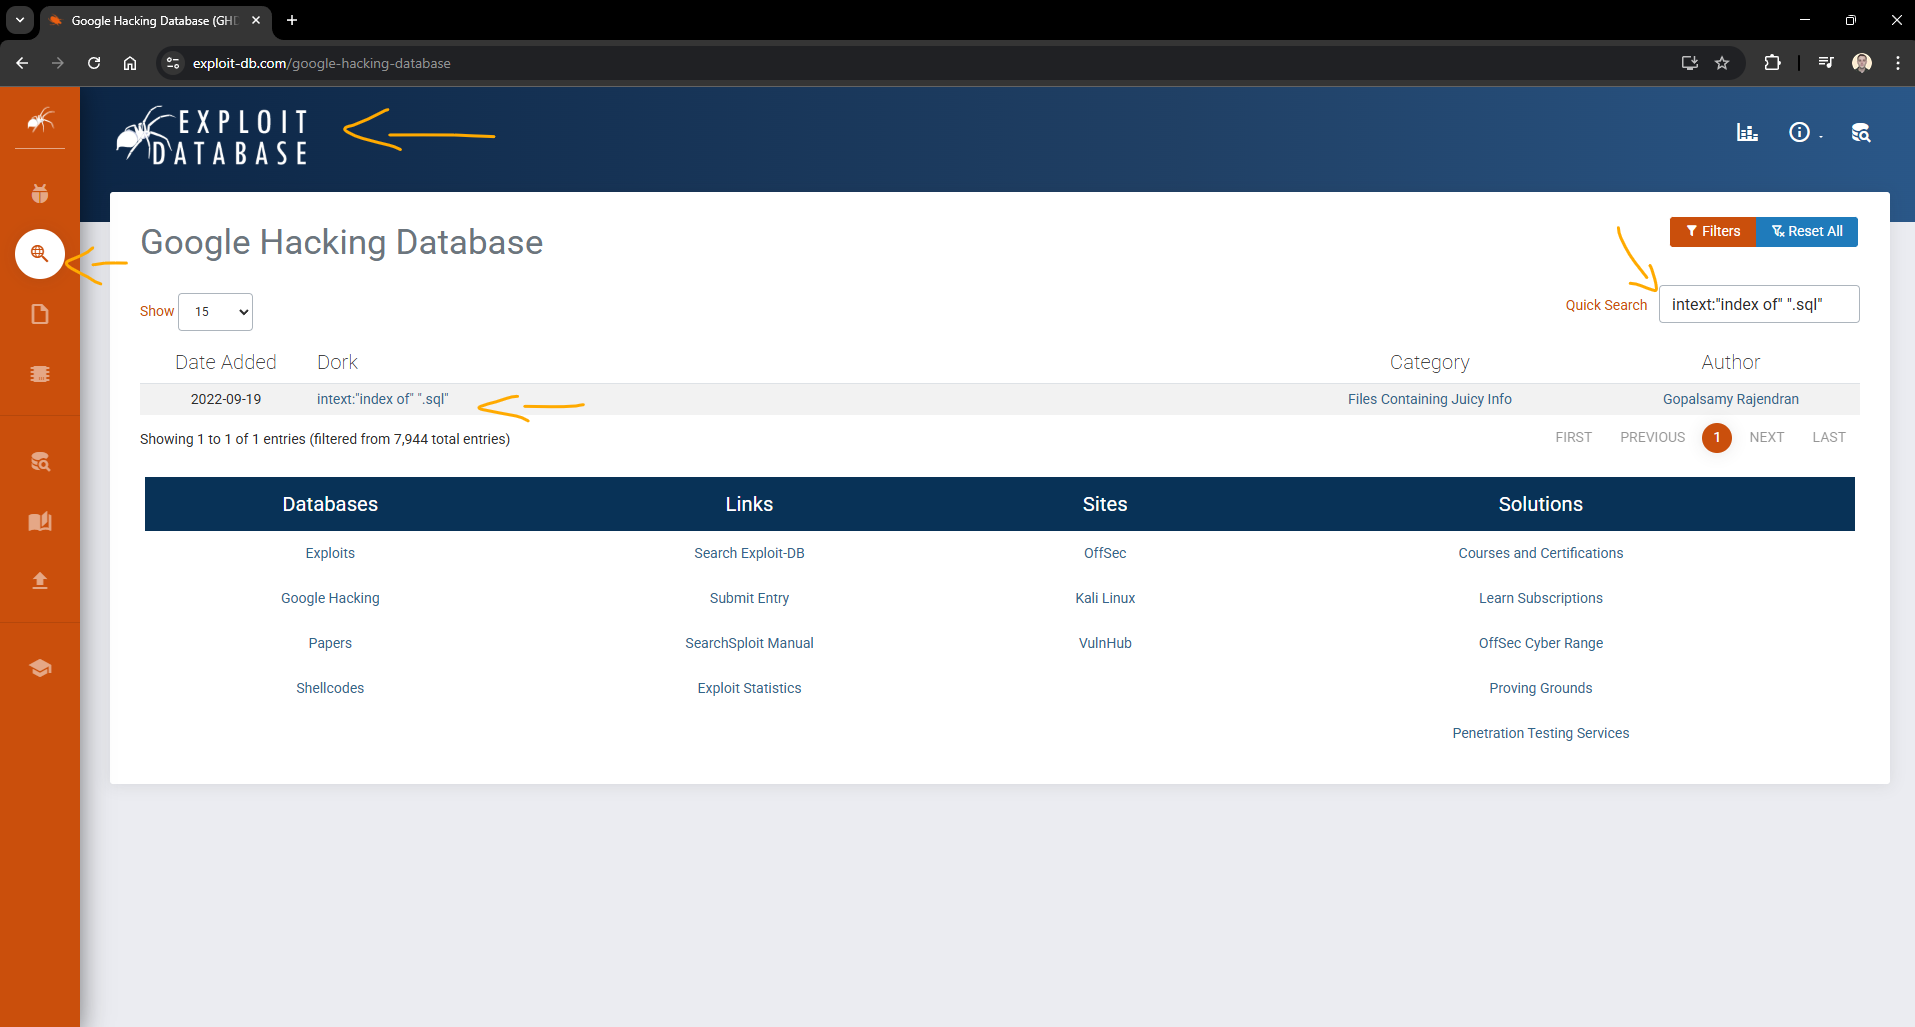 Google Hacking Database (GHD
exploit-db.com/google-hacking-database
EXPLOIT
DATABASE
Google Hacking Database
Filters
Reset All
Show 15
Quick Search intext:"index of" ".sql"
Date Added Dork Category Author
2022-09-19 intext:"index of" ".sql" Files Containing Juicy Info Gopalsamy Rajendran
Showing 1 to 1 of 1 entries (filtered from 7,944 total entries)
FIRST PREVIOUS 1 NEXT LAST
Databases Links Sites Solutions
Exploits Search Exploit-DB OffSec Courses and Certifications
Google Hacking Submit Entry Kali Linux Learn Subscriptions
Papers SearchSploit Manual VulnHub OffSec Cyber Range
Shellcodes Exploit Statistics Proving Grounds
Penetration Testing Services